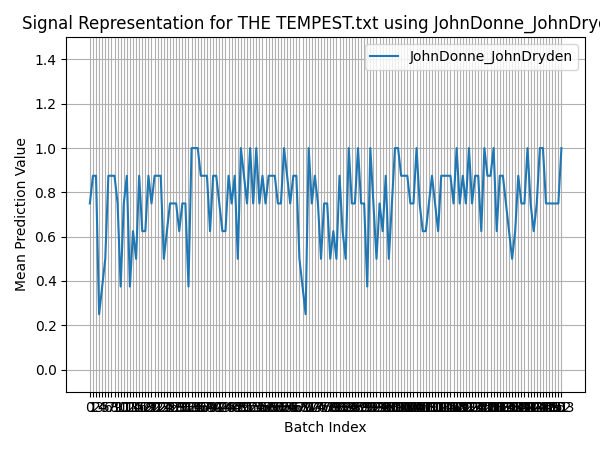 Signal Representation for THE TEMPEST.txt using JohnDonne_JohnDry
JohnDonne_JohnDryden
1.4
1.2
1.0
0.8
0.6
0.4
0.2
0.0
Mean Prediction Value
Batch Index